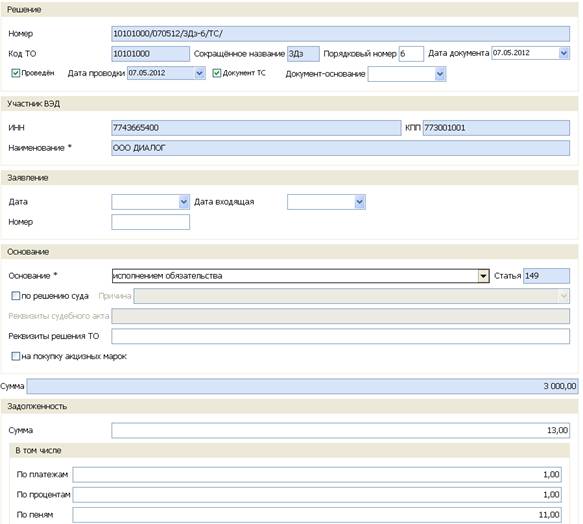 Решение
Номер 10101000/070512/ЗДз-6/ТС/
Код ТО 10101000 Сокращённое название ЗДз Порядковый номер 6 Дата документа 07.05.2012
Проведён Дата проводки 07.05.2012 Документ ТС Документ-основание
Участник ВЭД
ИНН 7743665400 КПП 773001001
Наименование * ООО ДИАЛОГ
Заявление
Дата Дата входящая
Номер
Основание
Основание * исполнением обязательства Статья 149
по решению суда Причина
Реквизиты судебного акта
Реквизиты решения ТО
на покупку акцизных марок
Сумма 3 000,00
Задолженность
Сумма 13,00
В том числе
По платежам 1,00
По процентам 1,00
По пеням 11,00